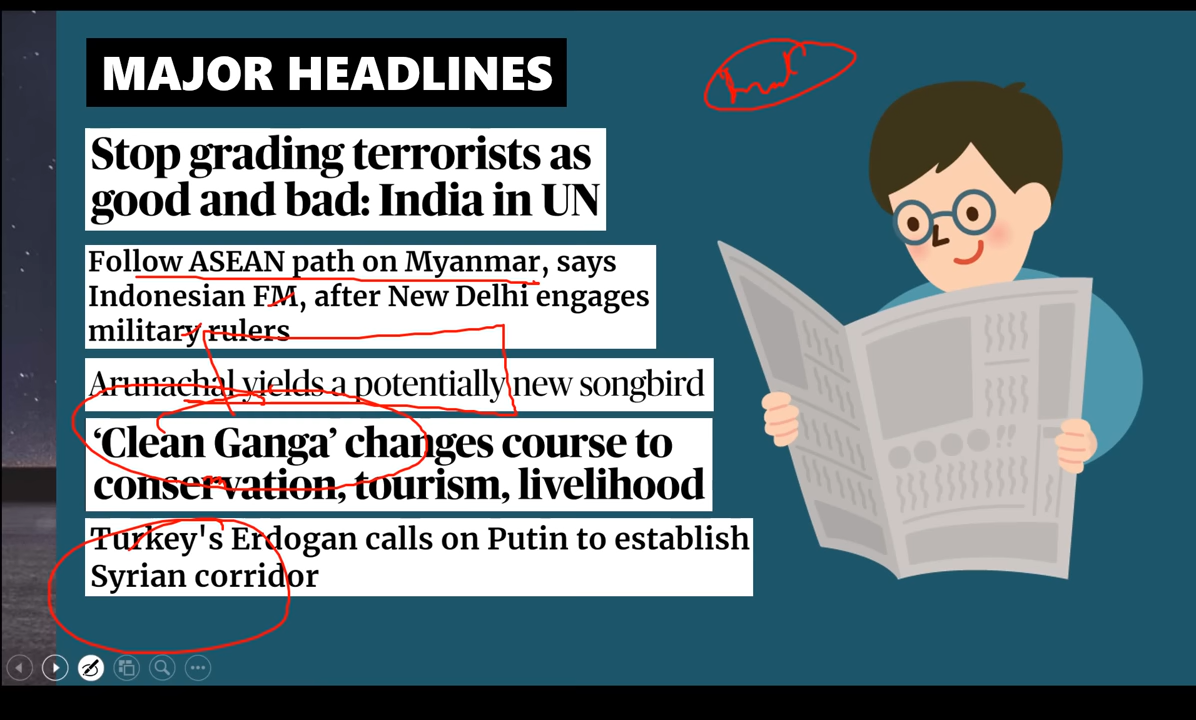 MAJOR HEADLINES
Stop grading terrorists as
good and bad: India in UN
Follow ASEAN path on Myanmar, says
Indonesian FM, after New Delhi engages
military rulers
Arunachal yields a potentially new songbird
‘Clean Ganga’ changes course to
conservation, tourism, livelihood
Turkey's Erdogan calls on Putin to establish
Syrian corridor